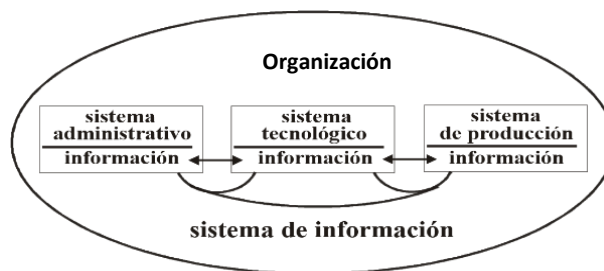 Organización
sistema
administrativo
información
sistema
tecnológico
información
sistema
de producción
información
sistema de información